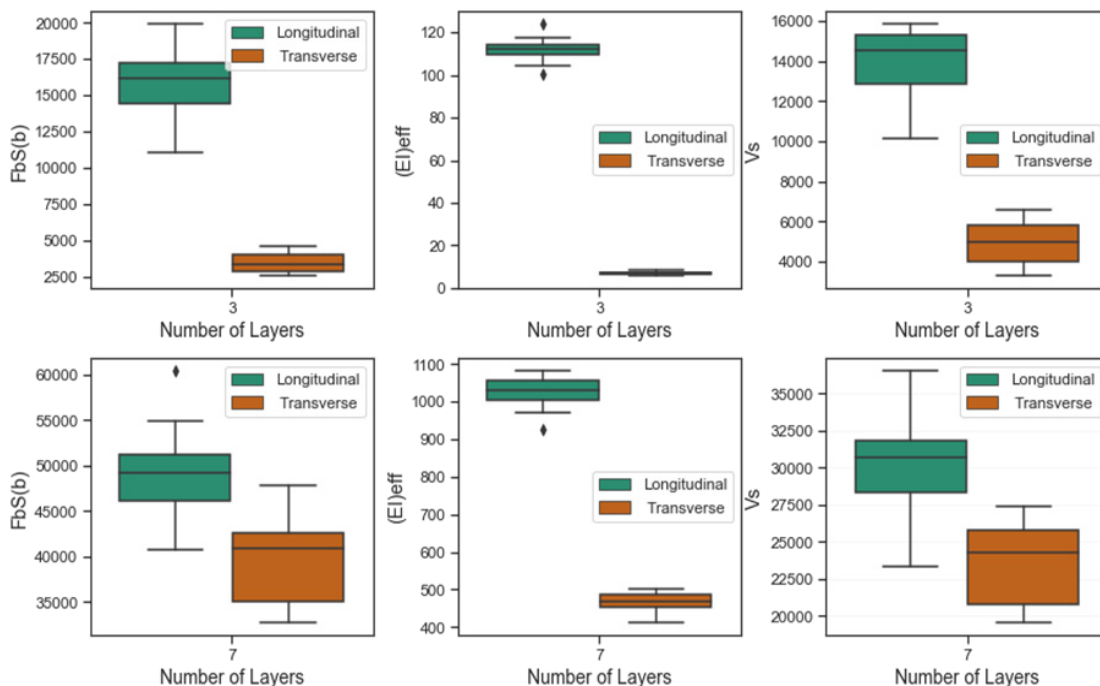 FbS(b)
20000
17500
15000
12500
10000
7500
5000
2500
Longitudinal
Transverse
3
Number of Layers
(EI)eff
120
100
80
60
40
20
0
Longitudinal
Transverse
3
Number of Layers
Vs
16000
14000
12000
10000
8000
6000
4000
Longitudinal
Transverse
3
Number of Layers
FbS(b)
60000
55000
50000
45000
40000
35000
Longitudinal
Transverse
7
Number of Layers
(EI)eff
1100
1000
900
800
700
600
500
400
Longitudinal
Transverse
7
Number of Layers
Vs
35000
32500
30000
27500
25000
22500
20000
Longitudinal
Transverse
7
Number of Layers